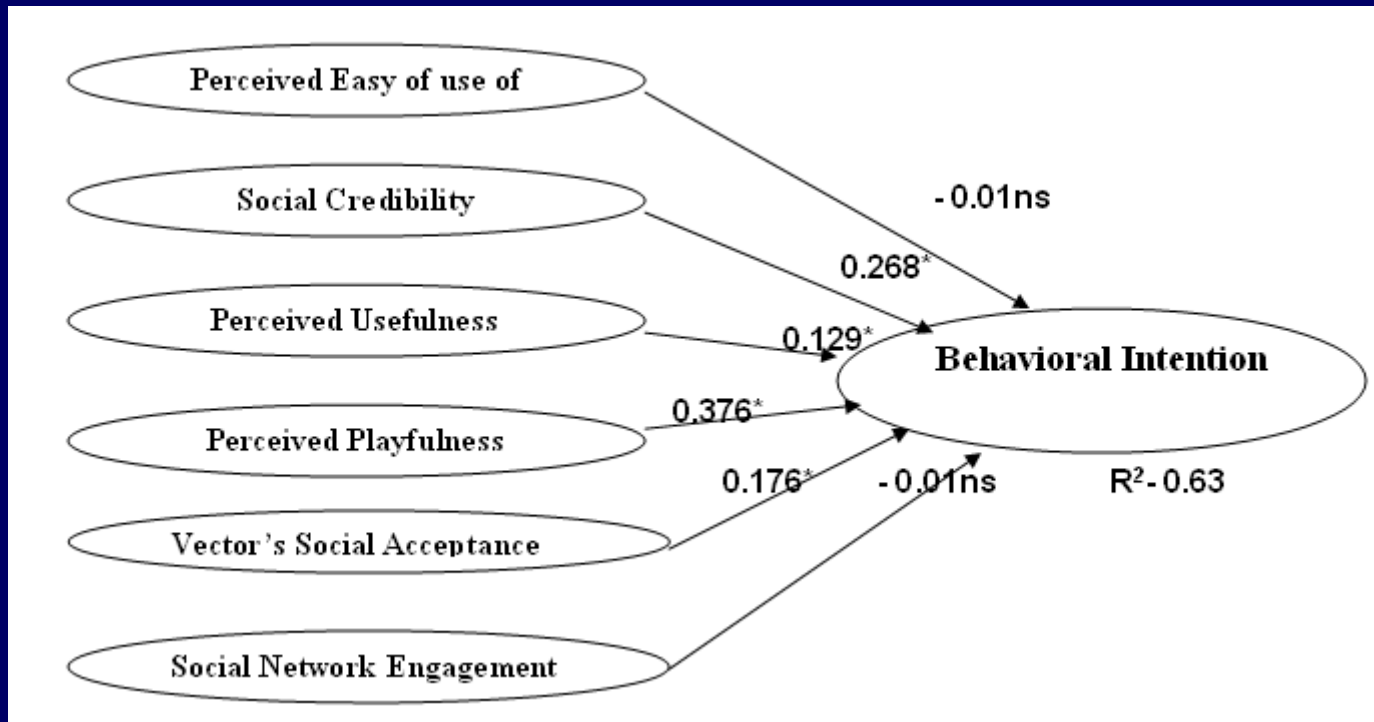 Perceived Easy of use of
- 0.01ns
Social Credibility
0.268*
Perceived Usefulness
0.129*
Behavioral Intention
0.376*
Perceived Playfulness
0.176*
- 0.01ns
R²- 0.63
Vector's Social Acceptance
Social Network Engagement